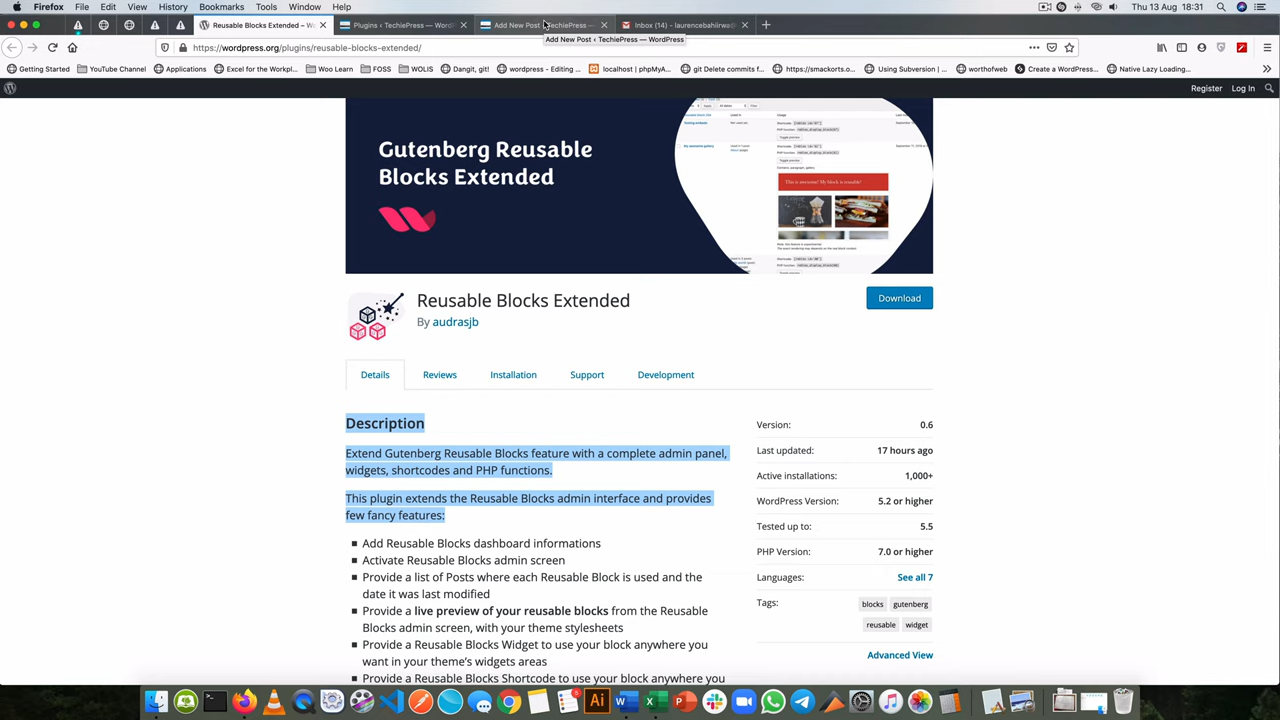 Firefox File Edit View History Bookmarks Tools Window Help
Thu 13 Aug 18:31
Reusable Blocks Extended – Wo
Plugins ‹ TechiePress — WordPr
Add New Post ‹ TechiePress —
Inbox (14) - laurencebahiirwa@
Add New Post ‹ TechiePress — WordPress
https://wordpress.org/plugins/reusable-blocks-extended/
Getting Started YouTube Channel Applications Excel for the Workpl... Woo Learn FOSS WOLIS Dangit, git! wordpress - Editing ... localhost | phpMyA... git Delete commits f... https://smackorts.o... Using Subversion | ... worthofweb Create a WordPress... Native Lazy Loading...
Register Log In
Gutenberg Reusable
Blocks Extended
This is awesome! My block is reusable!
Reusable Blocks Extended
By audrasjb
Download
Details Reviews Installation Support Development
Description
Extend Gutenberg Reusable Blocks feature with a complete admin panel,
widgets, shortcodes and PHP functions.
This plugin extends the Reusable Blocks admin interface and provides
few fancy features:
Add Reusable Blocks dashboard informations
Activate Reusable Blocks admin screen
Provide a list of Posts where each Reusable Block is used and the
date it was last modified
Provide a live preview of your reusable blocks from the Reusable
Blocks admin screen, with your theme stylesheets
Provide a Reusable Blocks Widget to use your block anywhere you
want in your theme's widgets areas
Provide a Reusable Blocks Shortcode to use your block anywhere you
Version: 0.6
Last updated: 17 hours ago
Active installations: 1,000+
WordPress Version: 5.2 or higher
Tested up to: 5.5
PHP Version: 7.0 or higher
Languages: See all 7
Tags: blocks gutenberg
reusable widget
Advanced View